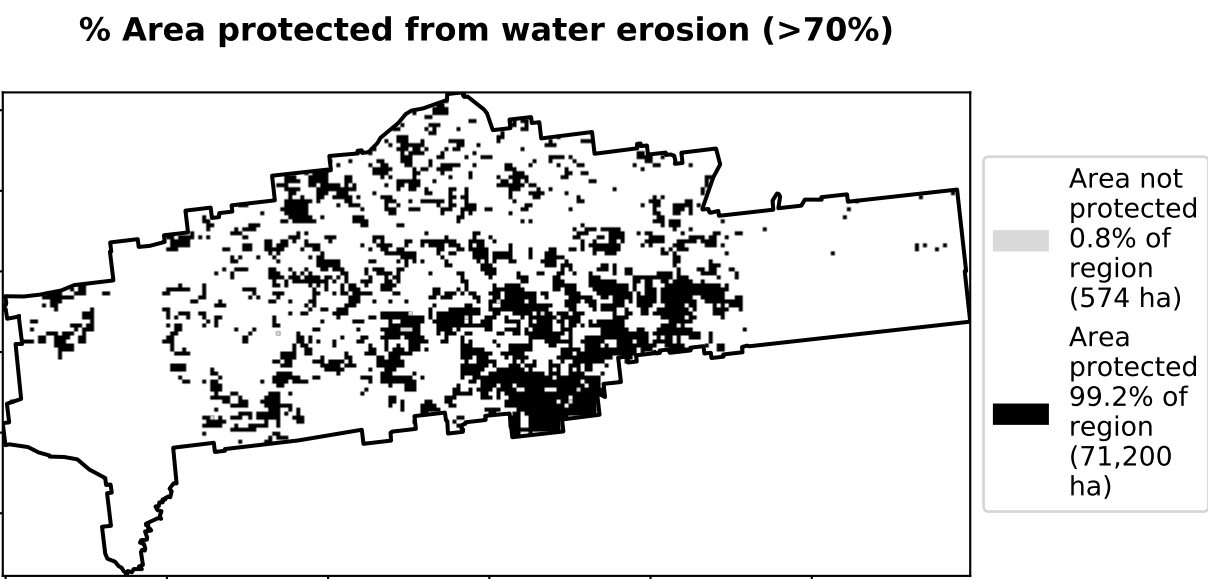 % Area protected from water erosion (>70%)
Area not
protected
0.8% of
region
(574 ha)
Area
protected
99.2% of
region
(71,200
ha)